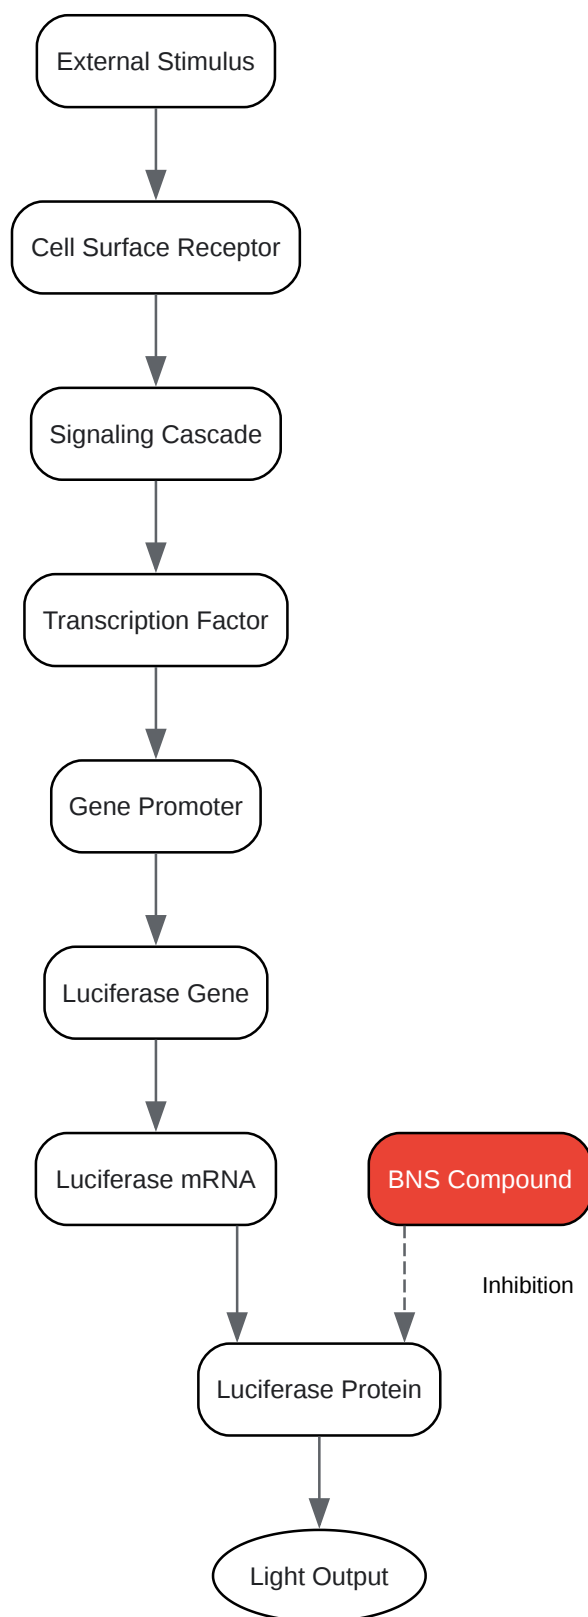 External Stimulus
Cell Surface Receptor
Signaling Cascade
Transcription Factor
Gene Promoter
Luciferase Gene
Luciferase mRNA
BNS Compound
Inhibition
Luciferase Protein
Light Output